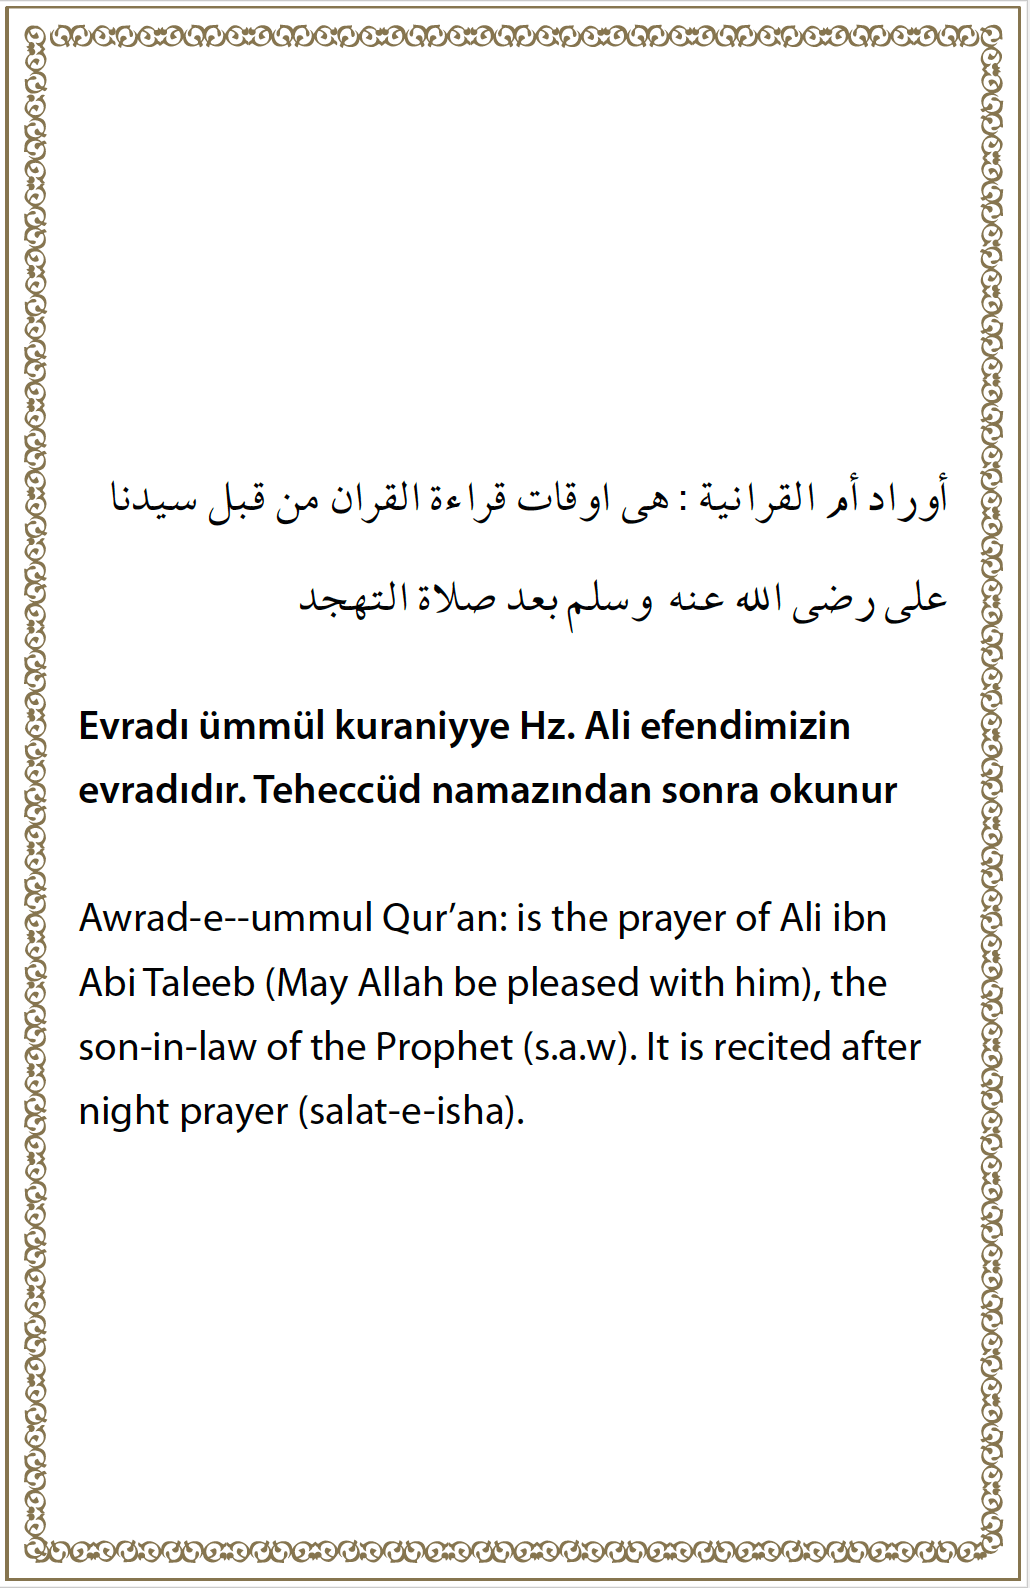 أوراد أم القرانية : هى اوقات قراءة القران من قبل سيدنا
على رضى الله عنه وسلم بعد صلاة التهجد
Evradı ümmül kuraniyye Hz. Ali efendimizin
evradıdır. Teheccüd namazından sonra okunur
Awrad-e--ummul Qur’an: is the prayer of Ali ibn
Abi Taleeb (May Allah be pleased with him), the
son-in-law of the Prophet (s.a.w). It is recited after
night prayer (salat-e-isha).